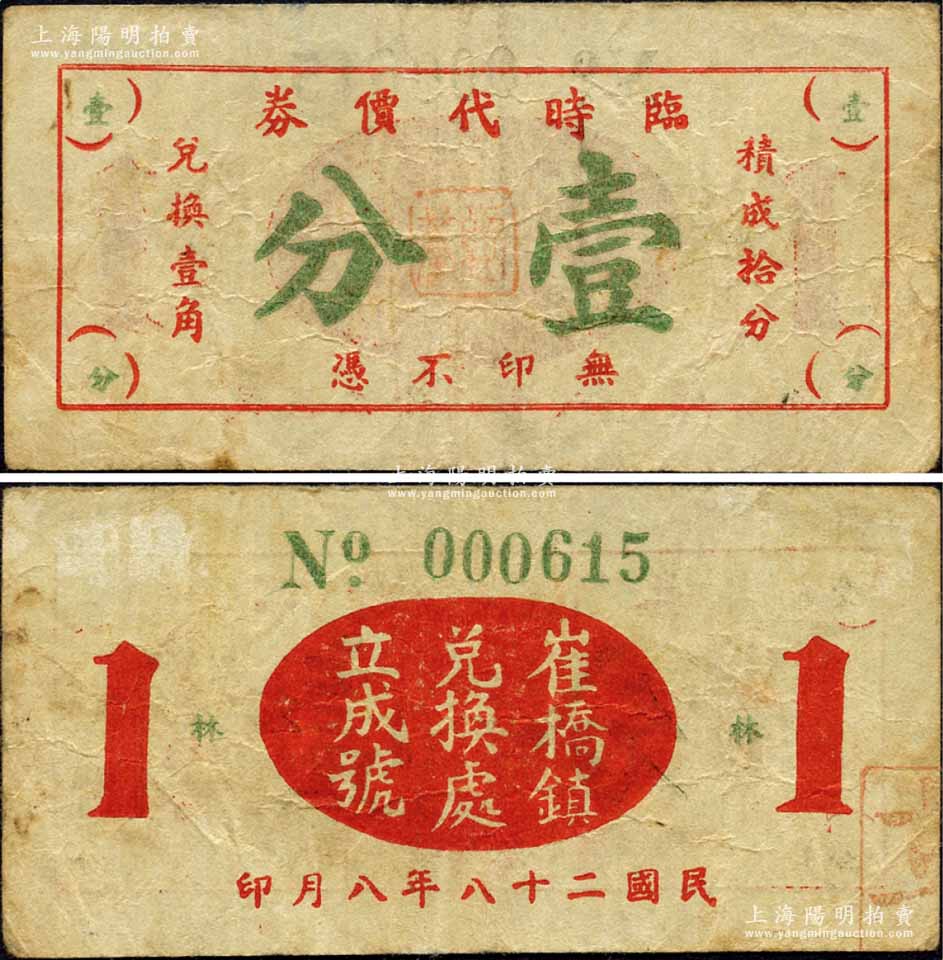 上海陽明拍賣
www.yangmingauction.com
臨時代價券
壹
壹
積成拾分
壹分
兌換壹角
無印不憑
分
分
上海陽明拍賣
www.yangmingauction.com
No. 000615
1
1
林
林
崔橋鎮
兌換處
立成號
民國二十八年八月印
上海陽明拍賣
www.yangmingauction.com